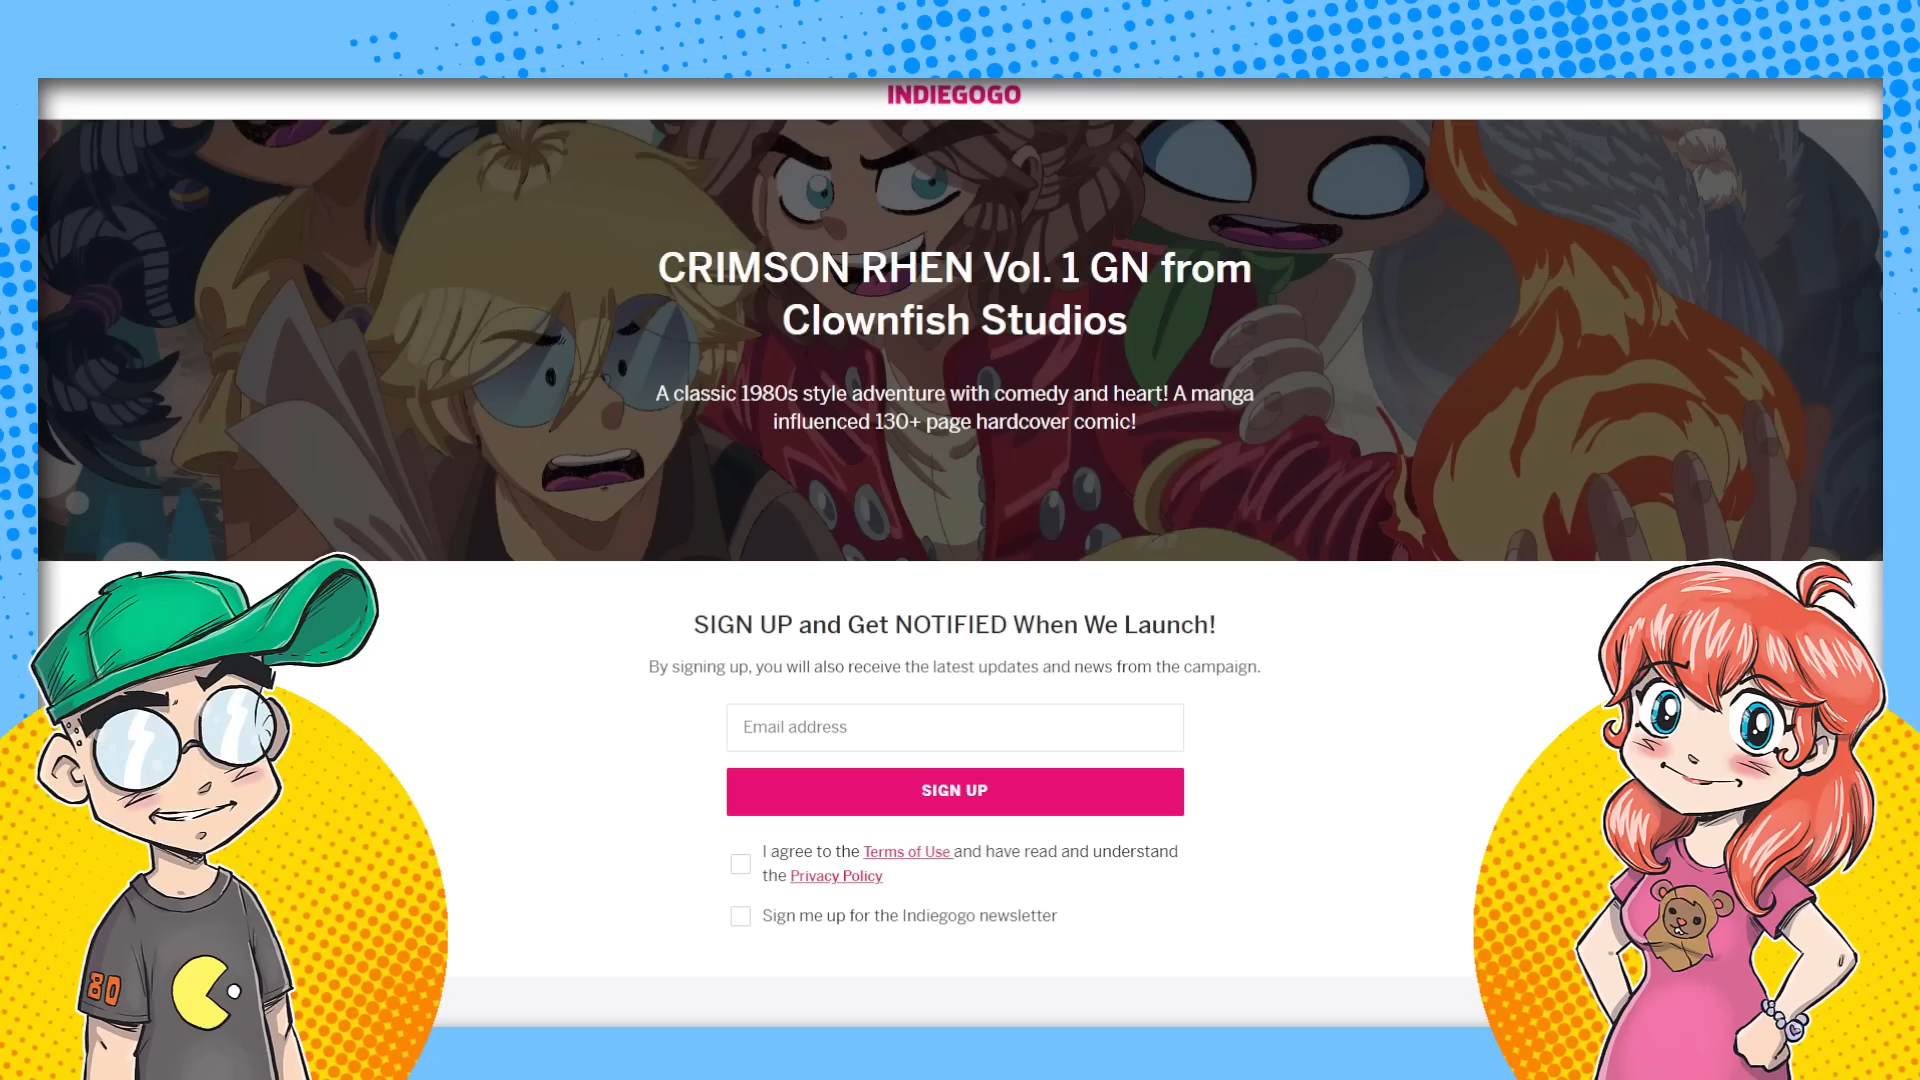 INDIEGOGO
CRIMSON RHEN Vol. 1 GN from
Clownfish Studios
A classic 1980s style adventure with comedy and heart! A manga
influenced 130+ page hardcover comic!
SIGN UP and Get NOTIFIED When We Launch!
By signing up, you will also receive the latest updates and news from the campaign.
Email address
SIGN UP
I agree to the Terms of Use and have read and understand
the Privacy Policy
Sign me up for the Indiegogo newsletter
80